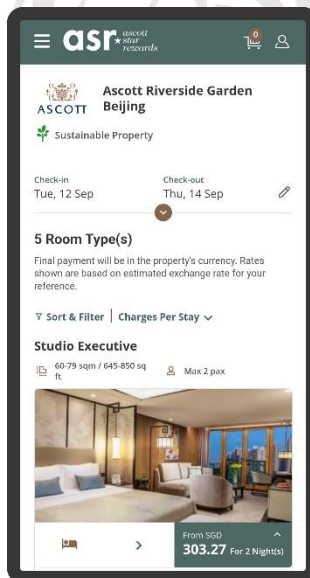 asr
ascott
star
rewards
0
ASCOTT
Ascott Riverside Garden
Beijing
Sustainable Property
Check-in
Check-out
Tue, 12 Sep
Thu, 14 Sep
5 Room Type(s)
Final payment will be in the property's currency. Rates
shown are based on estimated exchange rate for your
reference.
Sort & Filter
Charges Per Stay
Studio Executive
60-79 sqm / 645-850 sq
ft
Max 2 pax
From SGD
303.27 For 2 Night(s)